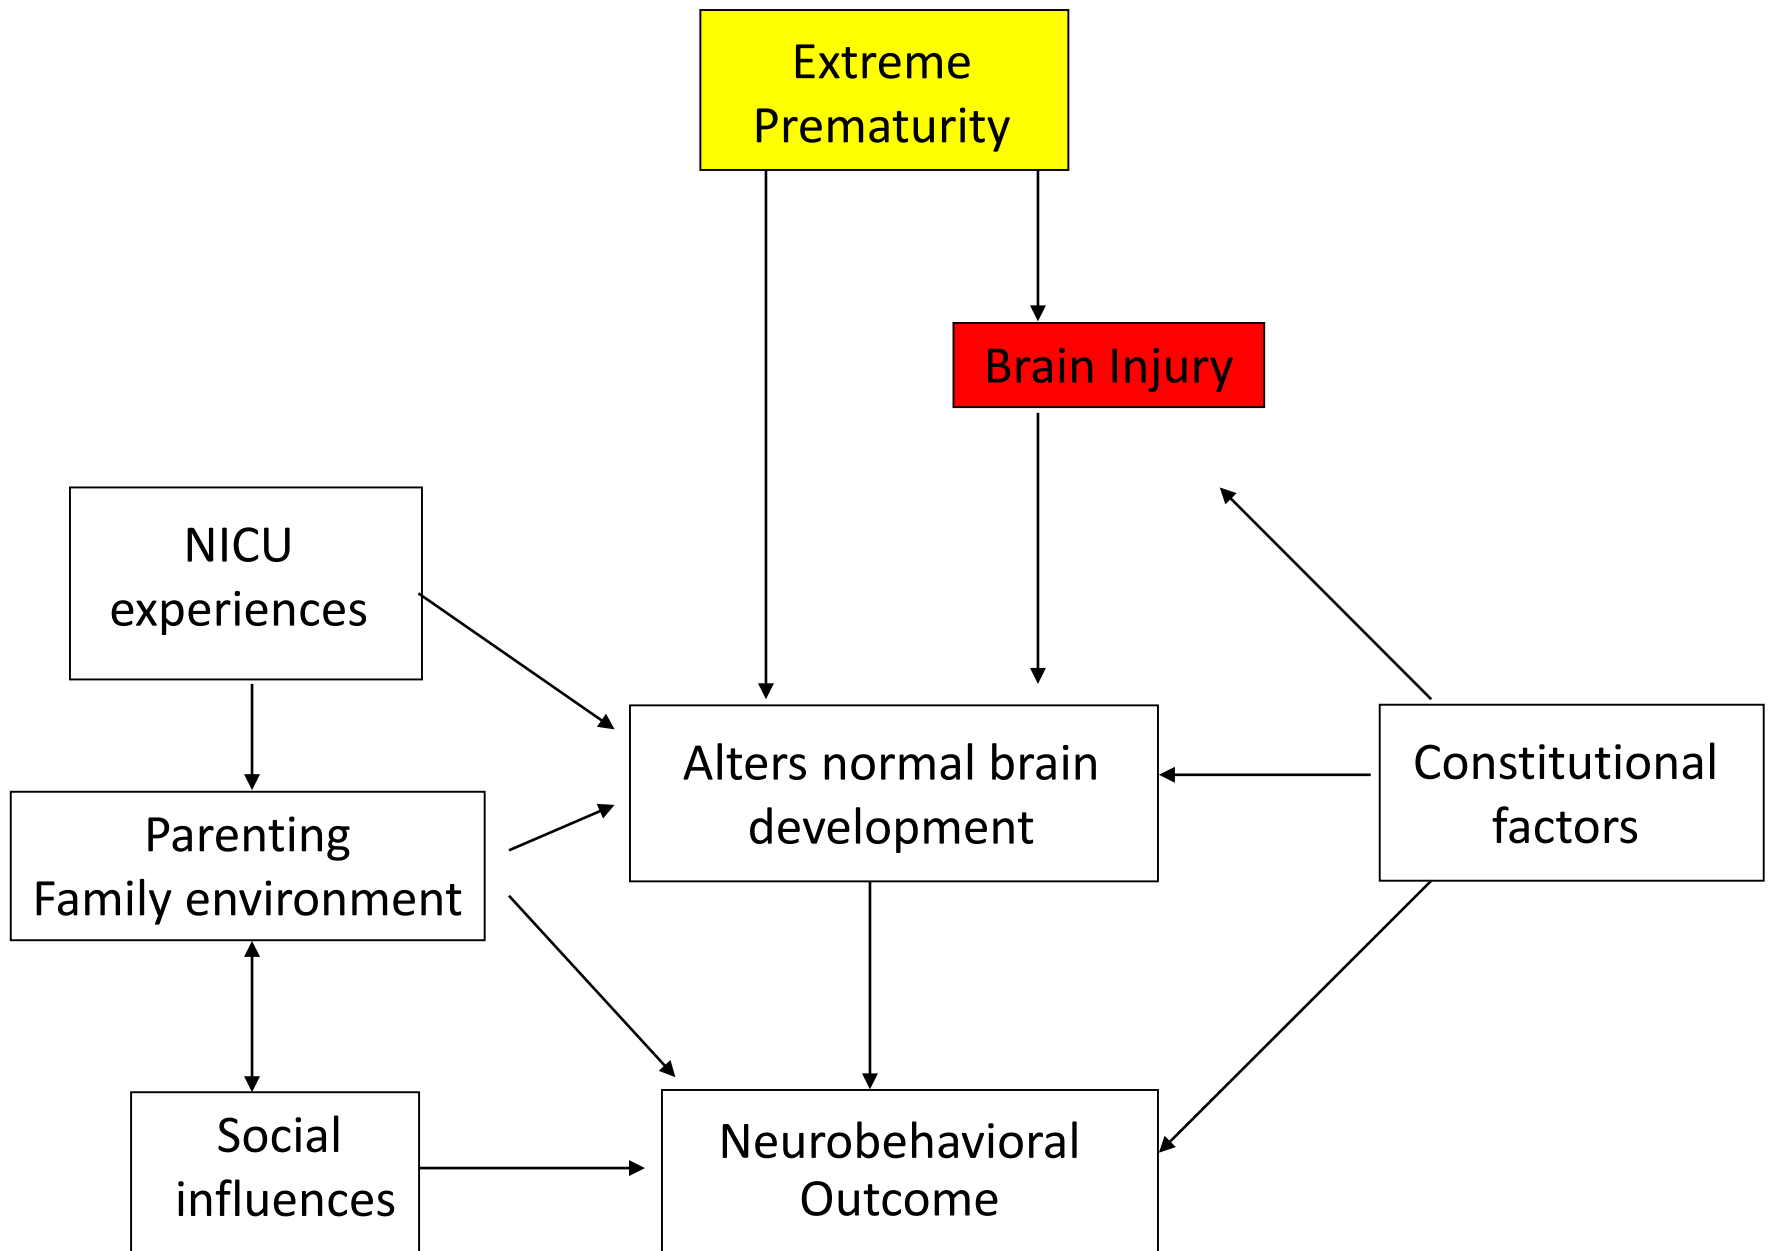 Extreme
Prematurity
Brain Injury
NICU
experiences
Alters normal brain
development
Constitutional
factors
Parenting
Family environment
Social
influences
Neurobehavioral
Outcome